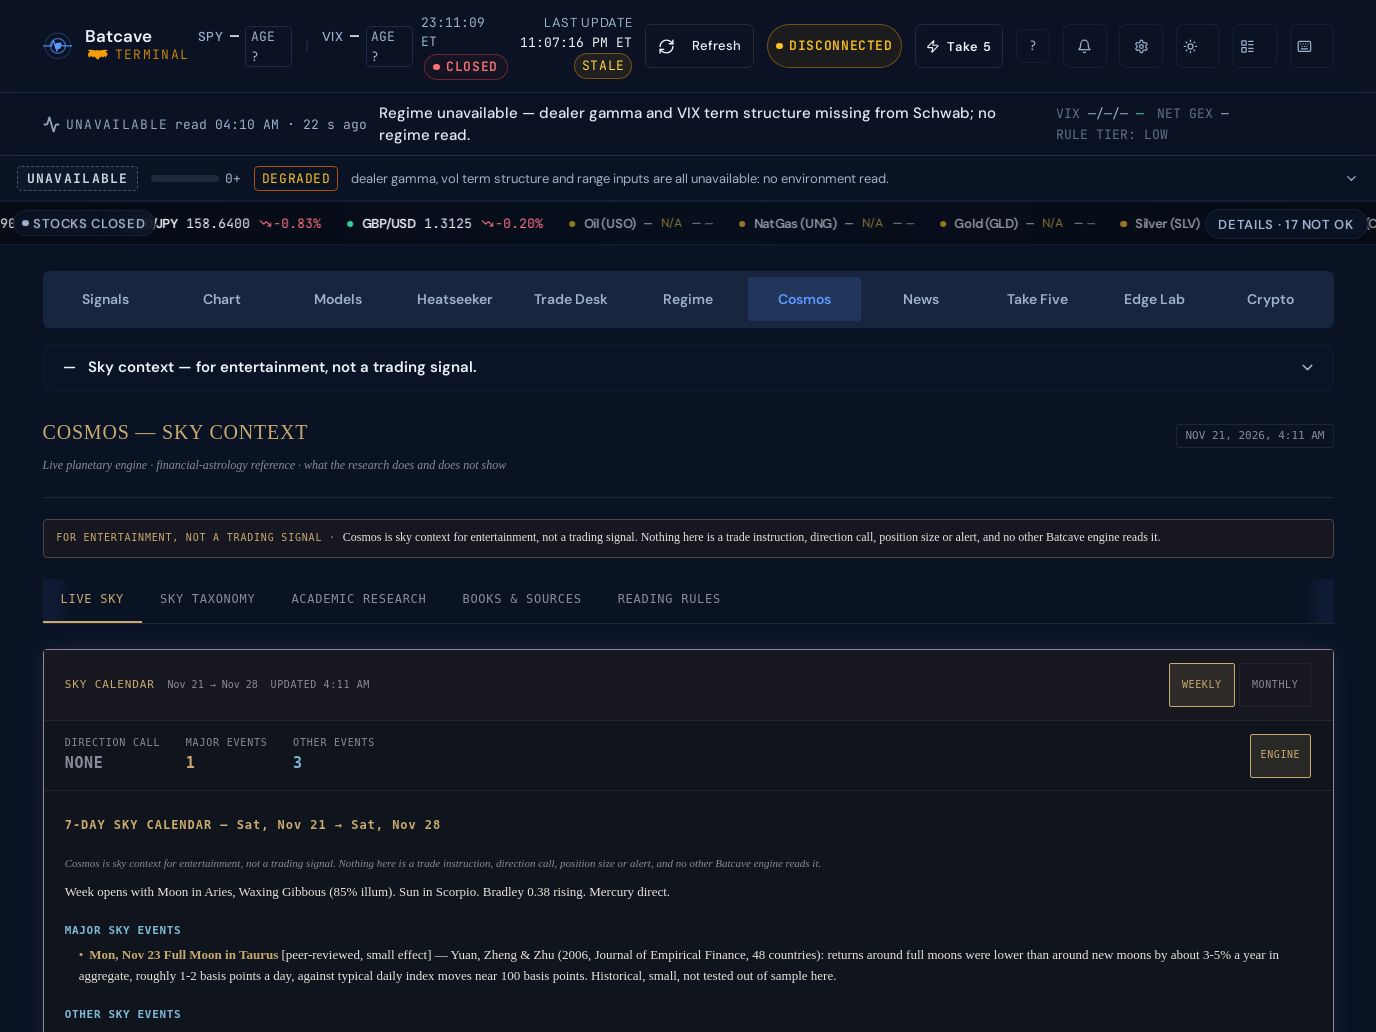 Batcave
TERMINAL
SPY — AGE ?
VIX — AGE ?
23:11:09 ET
CLOSED
LAST UPDATE
11:07:16 PM ET
STALE
Refresh
DISCONNECTED
Take 5
?
UNAVAILABLE read 04:10 AM · 22 s ago
Regime unavailable — dealer gamma and VIX term structure missing from Schwab; no
regime read.
VIX —/—/— — NET GEX —
RULE TIER: LOW
UNAVAILABLE 0+ DEGRADED dealer gamma, vol term structure and range inputs are all unavailable: no environment read.
90 STOCKS CLOSED /JPY 158.6400 -0.83% GBP/USD 1.3125 -0.20% Oil (USO) — N/A — — NatGas (UNG) — N/A — — Gold (GLD) — N/A — — Silver (SLV) DETAILS · 17 NOT OK
Signals Chart Models Heatseeker Trade Desk Regime Cosmos News Take Five Edge Lab Crypto
— Sky context — for entertainment, not a trading signal.
COSMOS — SKY CONTEXT
NOV 21, 2026, 4:11 AM
Live planetary engine · financial-astrology reference · what the research does and does not show
FOR ENTERTAINMENT, NOT A TRADING SIGNAL · Cosmos is sky context for entertainment, not a trading signal. Nothing here is a trade instruction, direction call, position size or alert, and no other Batcave engine reads it.
LIVE SKY SKY TAXONOMY ACADEMIC RESEARCH BOOKS & SOURCES READING RULES
SKY CALENDAR Nov 21 → Nov 28 UPDATED 4:11 AM
WEEKLY MONTHLY
DIRECTION CALL MAJOR EVENTS OTHER EVENTS
NONE 1 3
ENGINE
7-DAY SKY CALENDAR — Sat, Nov 21 → Sat, Nov 28
Cosmos is sky context for entertainment, not a trading signal. Nothing here is a trade instruction, direction call, position size or alert, and no other Batcave engine reads it.
Week opens with Moon in Aries, Waxing Gibbous (85% illum). Sun in Scorpio. Bradley 0.38 rising. Mercury direct.
MAJOR SKY EVENTS
• Mon, Nov 23 Full Moon in Taurus [peer-reviewed, small effect] — Yuan, Zheng & Zhu (2006, Journal of Empirical Finance, 48 countries): returns around full moons were lower than around new moons by about 3-5% a year in
aggregate, roughly 1-2 basis points a day, against typical daily index moves near 100 basis points. Historical, small, not tested out of sample here.
OTHER SKY EVENTS